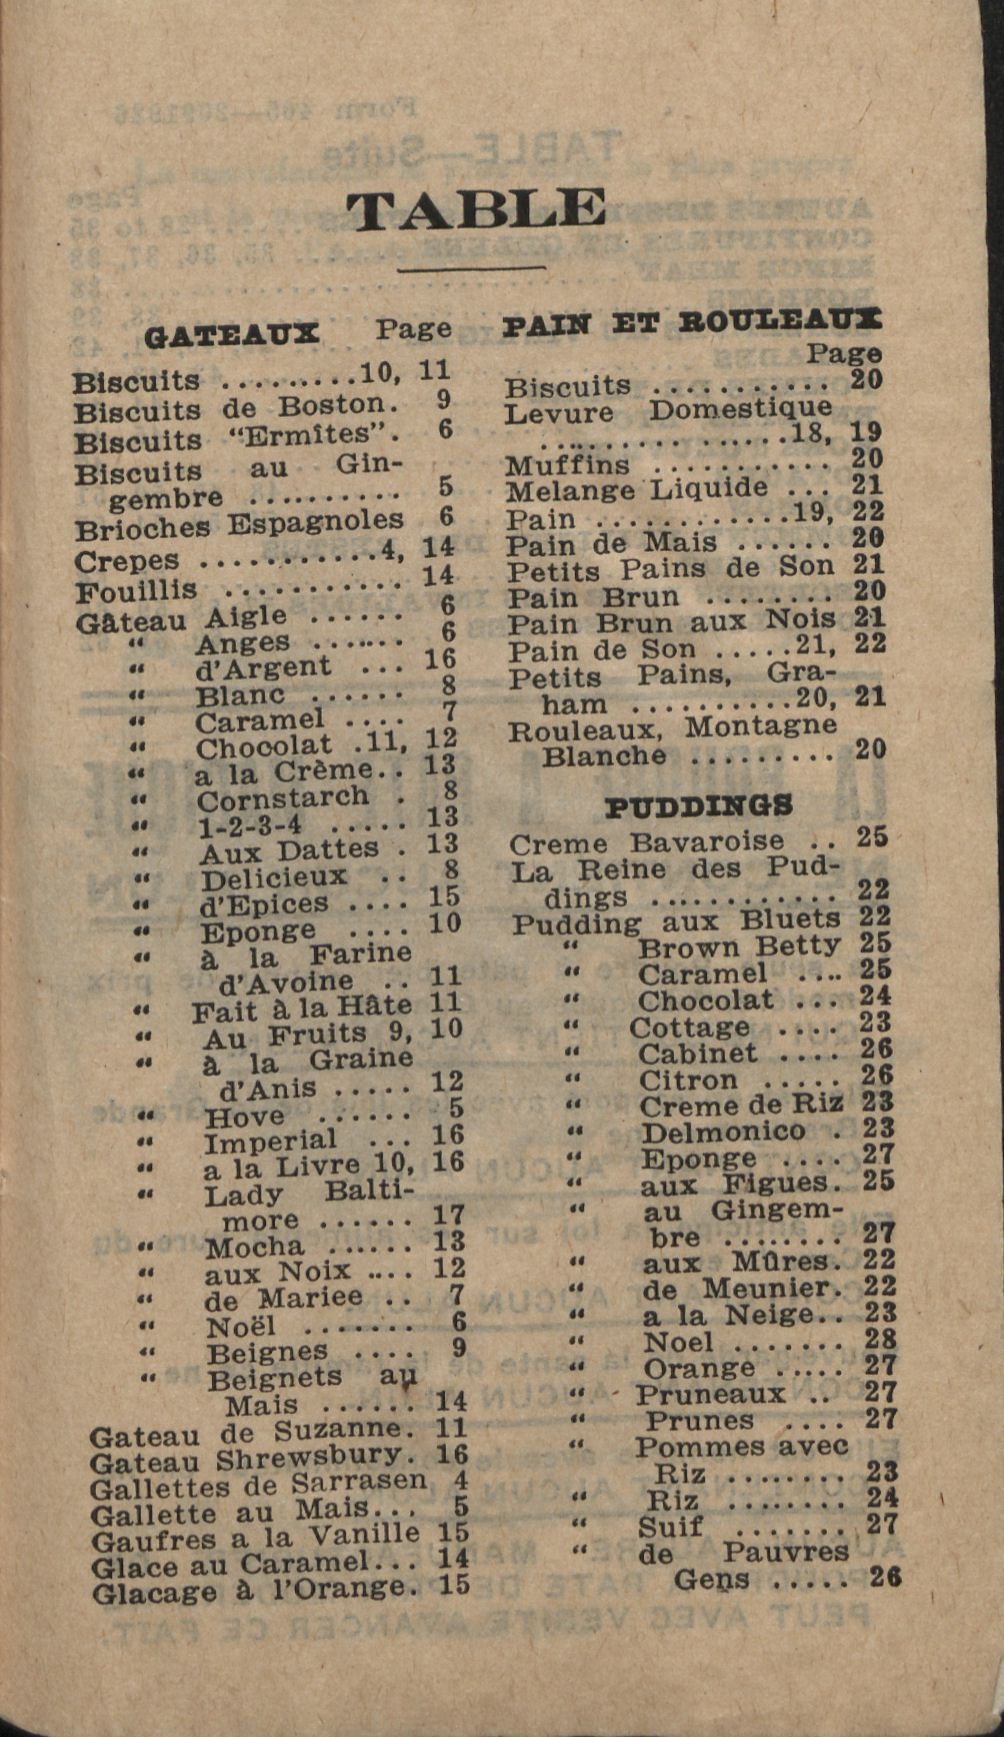 TABLE
GATEAUX Page
Biscuits .........10, 11
Biscuits de Boston. 9
Biscuits "Ermîtes". 6
Biscuits au Gin-
gembre .......... 5
Brioches Espagnoles 6
Crepes ............4, 14
Fouillis ............ 14
Gâteau Aigle ...... 6
" Anges ....... 6
" d'Argent ... 16
" Blanc ...... 8
" Caramel .... 7
" Chocolat .11, 12
" a la Crème.. 13
" Cornstarch . 8
" 1-2-3-4 ..... 13
" Aux Dattes . 13
" Delicieux .. 8
" d'Epices .... 15
" Eponge .... 10
" à la Farine
d'Avoine .. 11
" Fait à la Hâte 11
" Au Fruits 9, 10
" à la Graine
d'Anis ..... 12
" Hove ...... 5
" Imperial ... 16
" a la Livre 10, 16
" Lady Balti-
more ...... 17
" Mocha ...... 13
" aux Noix .... 12
" de Mariee .. 7
" Noël ....... 6
" Beignes .... 9
" Beignets au
Mais ...... 14
Gateau de Suzanne. 11
Gateau Shrewsbury. 16
Gallettes de Sarrasen 4
Gallette au Mais... 5
Gaufres a la Vanille 15
Glace au Caramel... 14
Glacage à l'Orange. 15
PAIN ET ROULEAUX
Page
Biscuits ........... 20
Levure Domestique
................18, 19
Muffins ............ 20
Melange Liquide ... 21
Pain ............19, 22
Pain de Mais ...... 20
Petits Pains de Son 21
Pain Brun ........ 20
Pain Brun aux Nois 21
Pain de Son .....21, 22
Petits Pains, Gra-
ham ..........20, 21
Rouleaux, Montagne
Blanche ......... 20
PUDDINGS
Creme Bavaroise .. 25
La Reine des Pud-
dings ............ 22
Pudding aux Bluets 22
" Brown Betty 25
" Caramel .... 25
" Chocolat ... 24
" Cottage .... 23
" Cabinet .... 26
" Citron ..... 26
" Creme de Riz 23
" Delmonico . 23
" Eponge .... 27
" aux Figues. 25
" au Gingem-
bre ........ 27
" aux Mûres. 22
" de Meunier. 22
" a la Neige.. 23
" Noel ....... 28
" Orange ..... 27
" Pruneaux .. 27
" Prunes .... 27
" Pommes avec
Riz ........ 23
" Riz ........ 24
" Suif ....... 27
" de Pauvres
Gens ..... 26